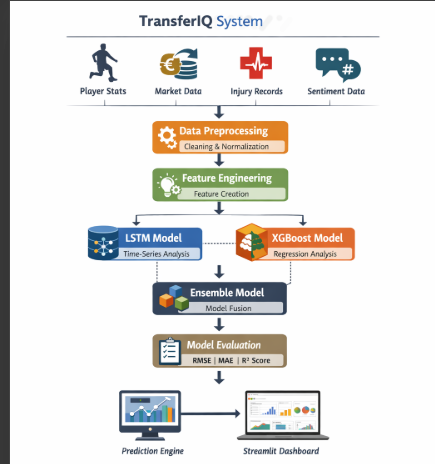 TransferIQ System
Player Stats
Market Data
Injury Records
Sentiment Data
Data Preprocessing
Cleaning & Normalization
Feature Engineering
Feature Creation
LSTM Model
Time-Series Analysis
XGBoost Model
Regression Analysis
Ensemble Model
Model Fusion
Model Evaluation
RMSE | MAE | R² Score
Prediction Engine
Streamlit Dashboard